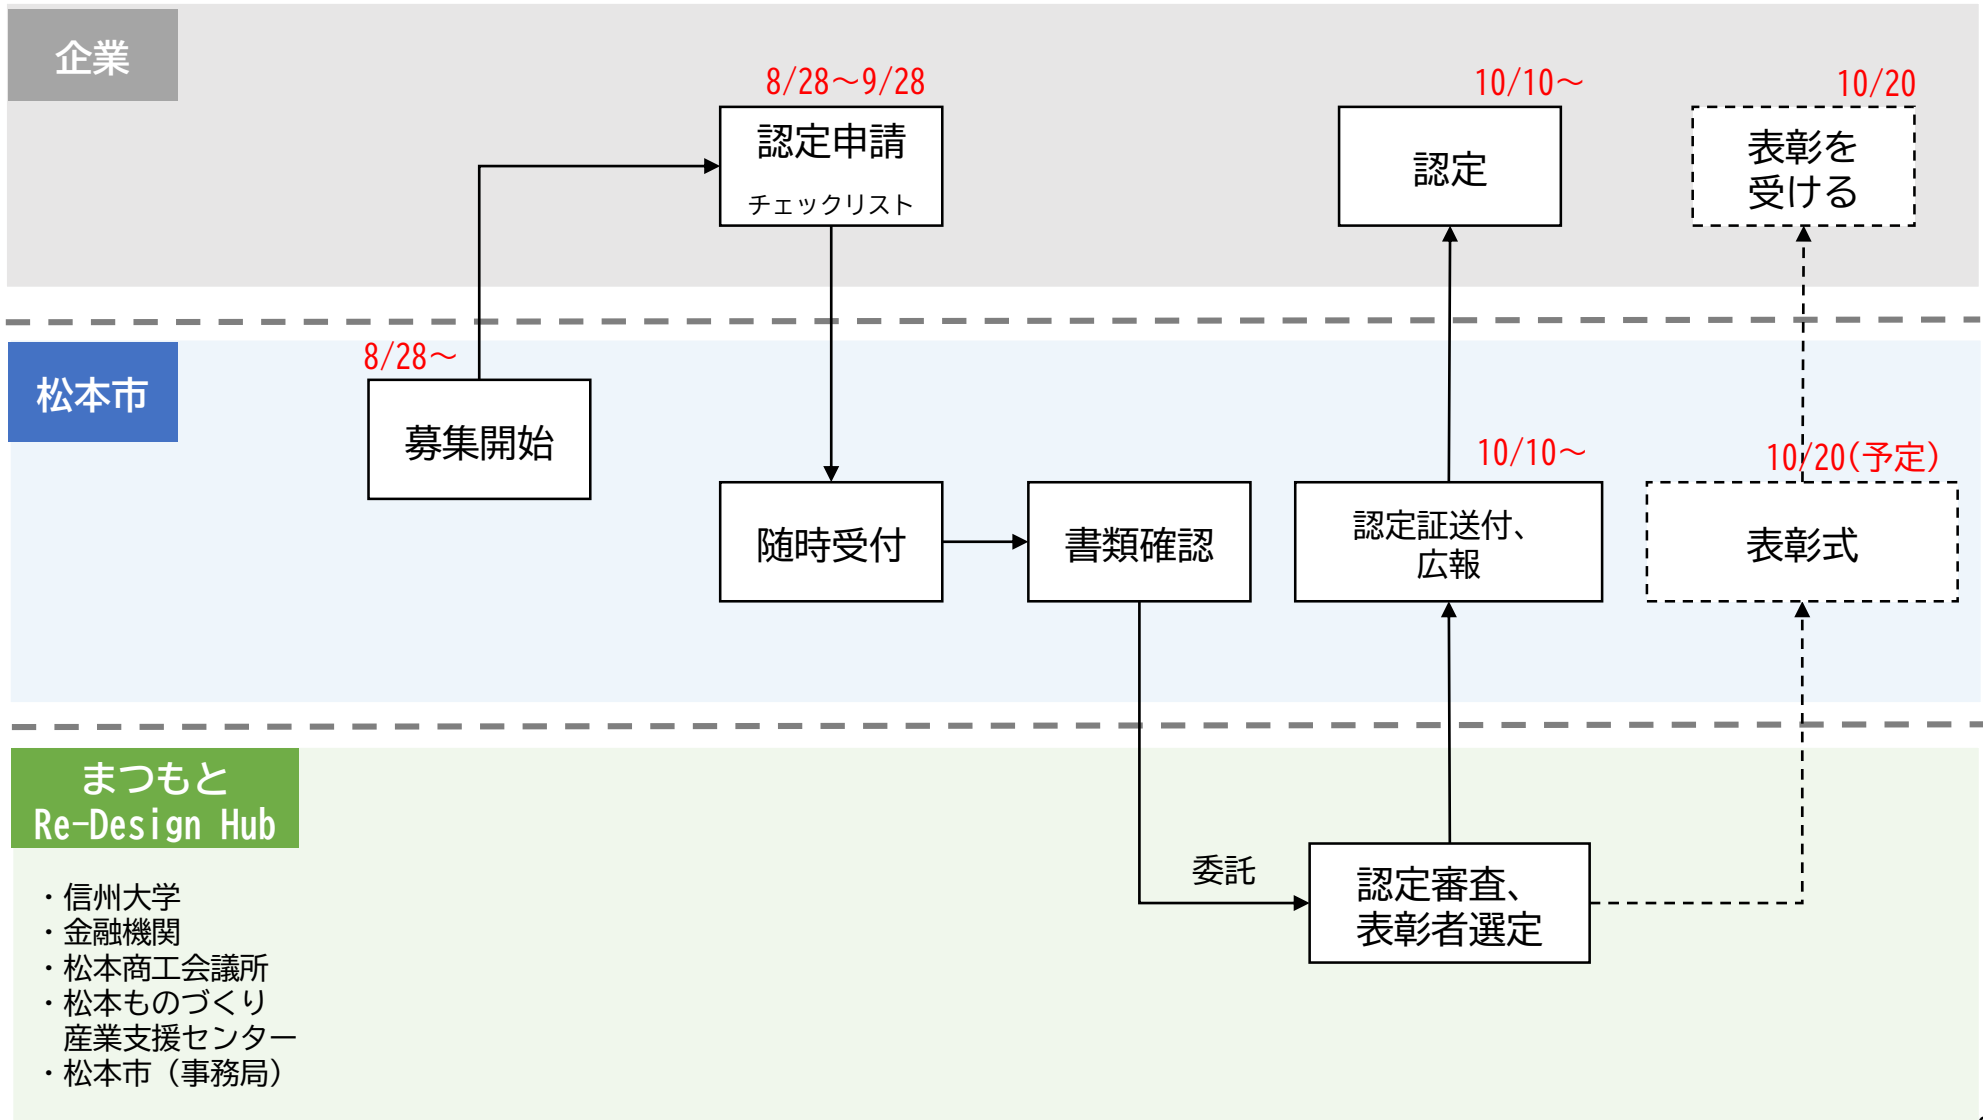 企業
8/28～9/28
認定申請
チェックリスト
10/10～
認定
10/20
表彰を
受ける
松本市
8/28～
募集開始
随時受付
書類確認
10/10～
認定証送付、
広報
10/20(予定)
表彰式
まつもと
Re-Design Hub
・信州大学
・金融機関
・松本商工会議所
・松本ものづくり
産業支援センター
・松本市（事務局）
委託
認定審査、
表彰者選定